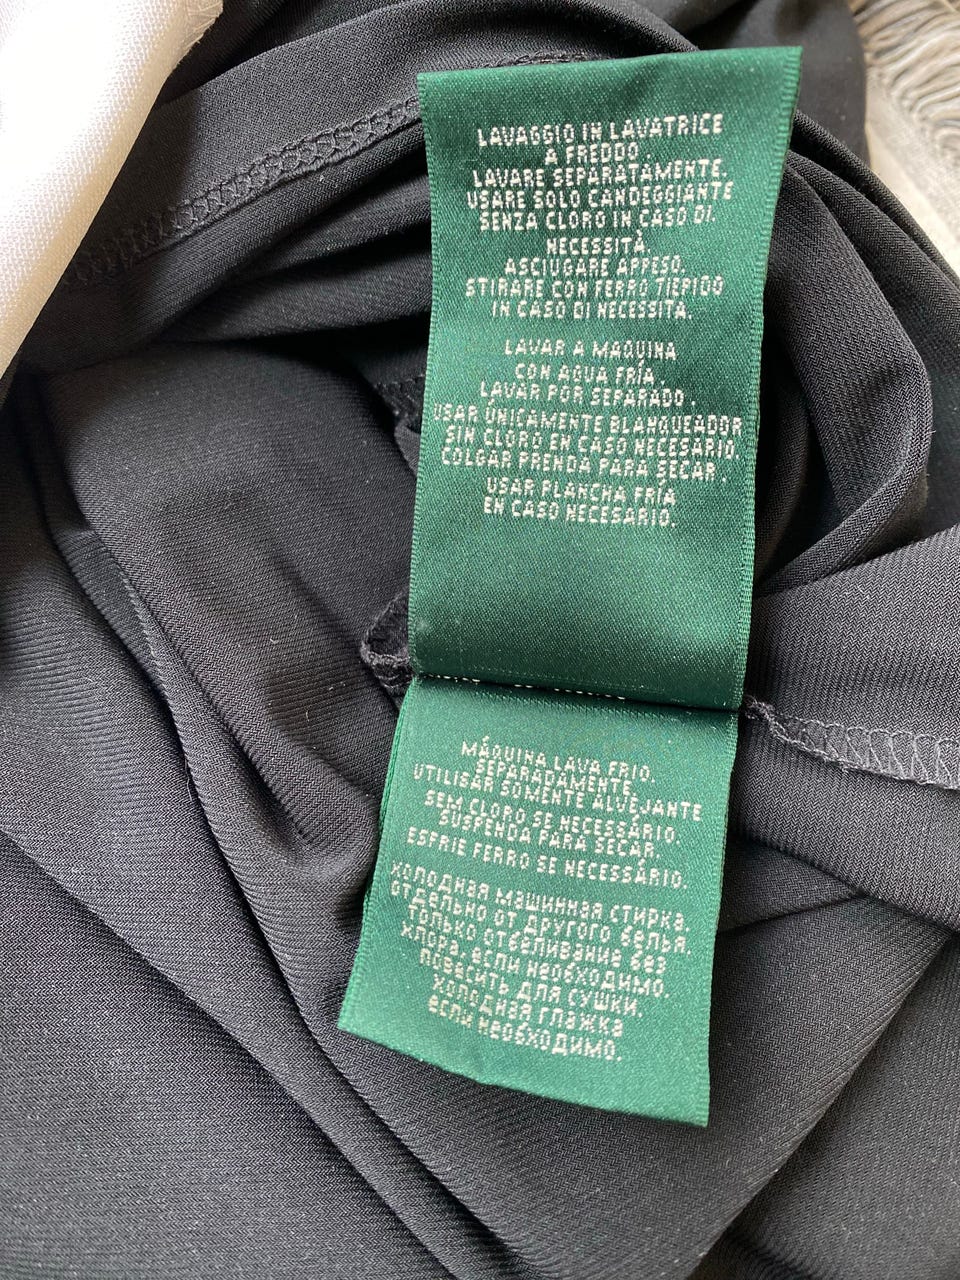 LAVAGGIO IN LAVATRICE
A FREDDO.
LAVARE SEPARATAMENTE.
USARE SOLO CANDEGGIANTE
SENZA CLORO IN CASO DI
NECESSITÀ.
ASCIUGARE APPESO.
STIRARE CON FERRO TIEPIDO
IN CASO DI NECESSITÀ.
LAVAR A MAQUINA
CON AGUA FRÍA.
LAVAR POR SEPARADO.
USAR ÚNICAMENTE BLANQUEADOR
SIN CLORO EN CASO NECESARIO.
COLGAR PRENDA PARA SECAR.
USAR PLANCHA FRÍA
EN CASO NECESARIO.
MÁQUINA LAVA FRIO.
SEPARADAMENTE.
UTILISAR SOMENTE ALVEJANTE
SEM CLORO SE NECESSÁRIO.
SUSPENDA PARA SECAR.
ESFRIE FERRO SE NECESSÁRIO.
ХОЛОДНАЯ МАШИННАЯ СТИРКА.
ОТДЕЛЬНО ОТ ДРУГОГО БЕЛЬЯ.
ТОЛЬКО ОТБЕЛИВАНИЕ БЕЗ
ХЛОРА, ЕСЛИ НЕОБХОДИМО.
ПОВЕСИТЬ ДЛЯ СУШКИ.
ХОЛОДНАЯ ГЛАЖКА
ЕСЛИ НЕОБХОДИМО.